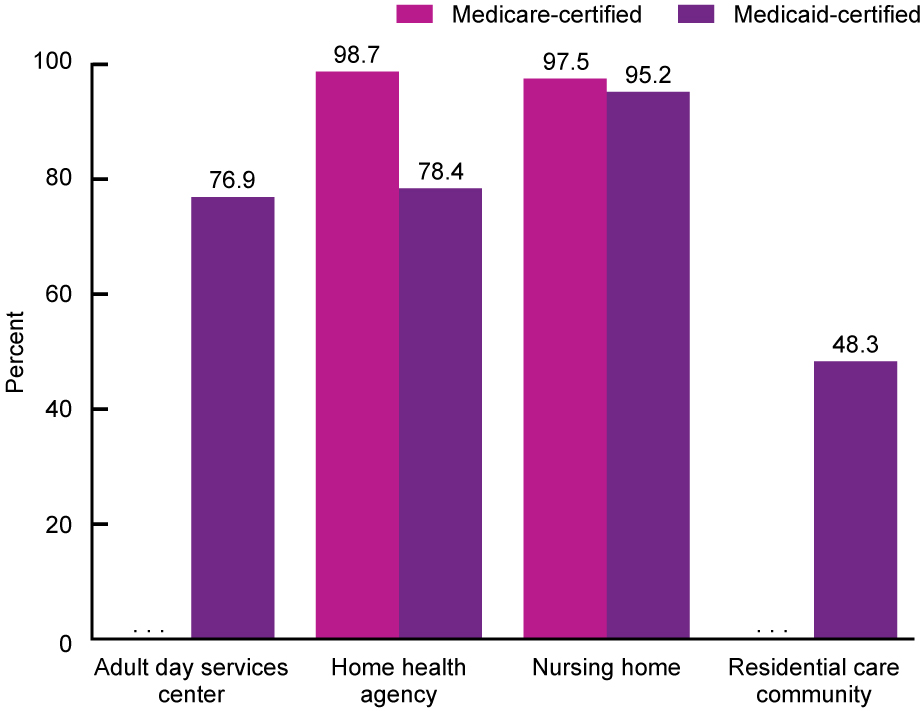 Medicare-certified Medicaid-certified
100
98.7
97.5
95.2
80
76.9
78.4
60
Percent
48.3
40
20
0
. . .
. . .
Adult day services
center
Home health
agency
Nursing home
Residential care
community